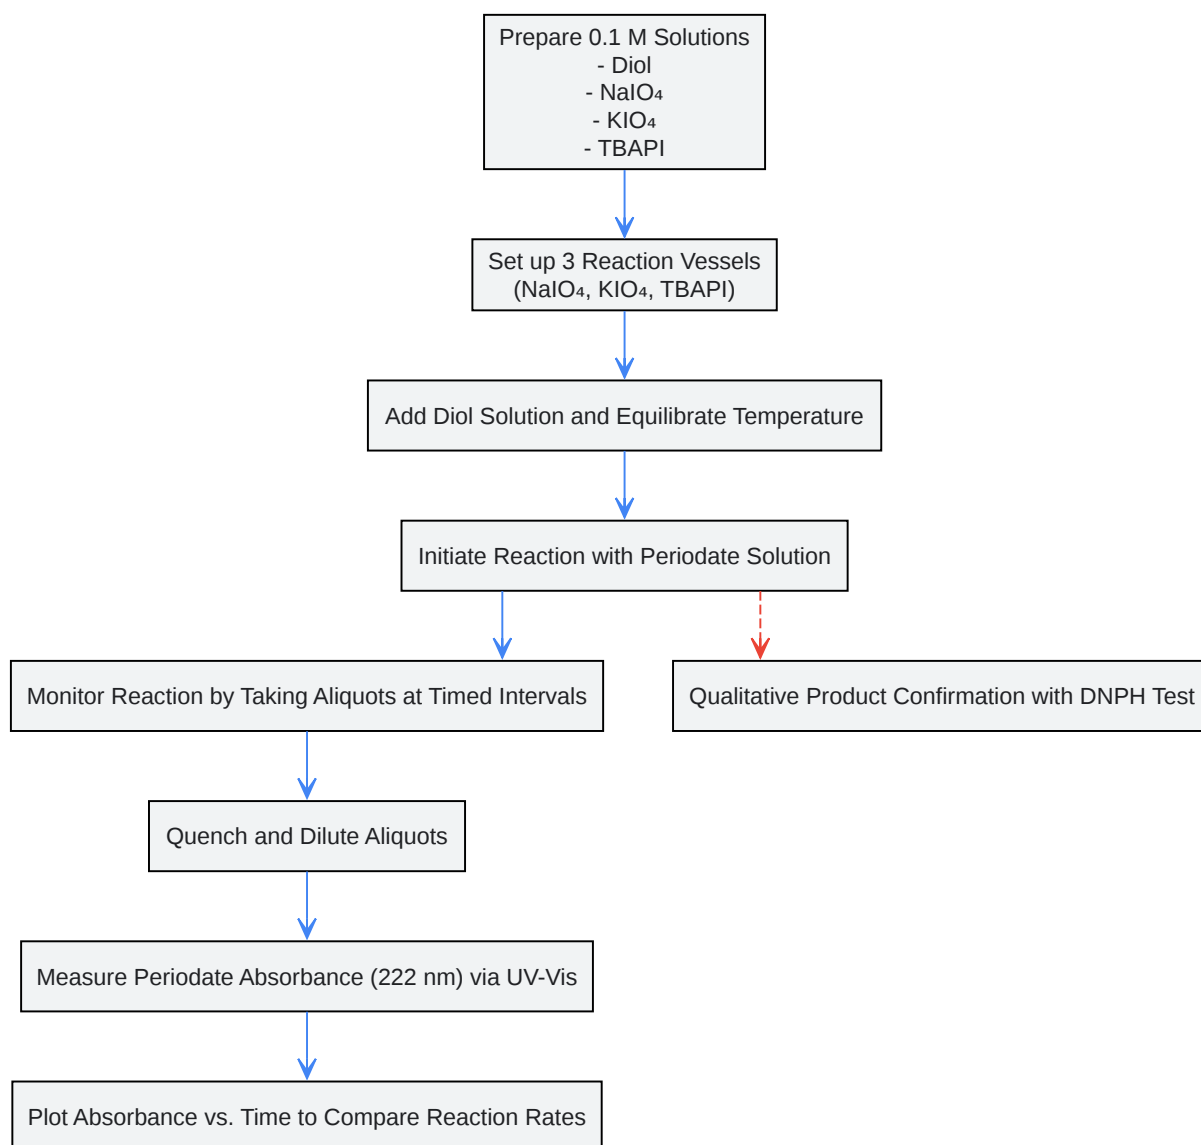 Prepare 0.1 M Solutions
- Diol
- NaIO₄
- KIO₄
- TBAPI
Set up 3 Reaction Vessels
(NaIO₄, KIO₄, TBAPI)
Add Diol Solution and Equilibrate Temperature
Initiate Reaction with Periodate Solution
Monitor Reaction by Taking Aliquots at Timed Intervals
Qualitative Product Confirmation with DNPH Test
Quench and Dilute Aliquots
Measure Periodate Absorbance (222 nm) via UV-Vis
Plot Absorbance vs. Time to Compare Reaction Rates